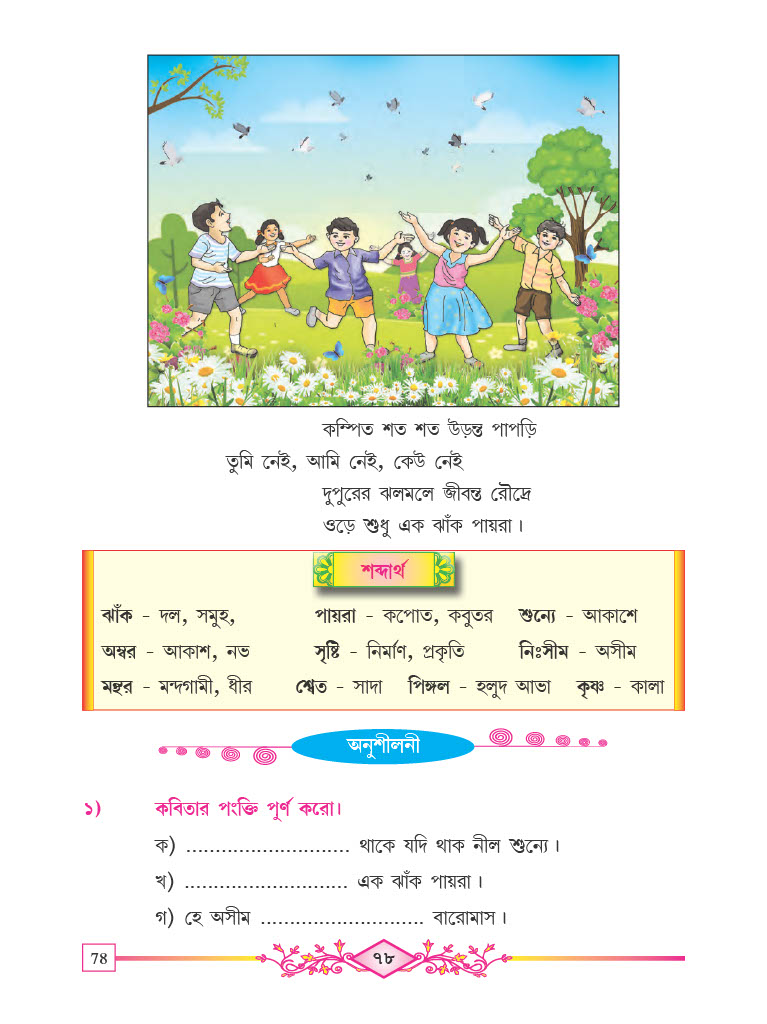 কম্পিত শত শত উড়ন্ত পাপড়ি
তুমি নেই, আমি নেই, কেউ নেই
দুপুরের ঝলমলে জীবন্ত রৌদ্রে
ওড়ে শুধু এক ঝাঁক পায়রা।
শব্দার্থ
ঝাঁক - দল, সমুহ, পায়রা - কপোত, কবুতর শুন্যে - আকাশে
অম্বর - আকাশ, নভ সৃষ্টি - নির্মাণ, প্রকৃতি নিঃসীম - অসীম
মন্থর - মন্দগামী, ধীর শ্বেত - সাদা পিঙ্গল - হলুদ আভা কৃষ্ণ - কালা
অনুশীলনী
১) কবিতার পংক্তি পুর্ণ করো।
ক) ............................ থাকে যদি থাক নীল শুন্যে।
খ) ............................ এক ঝাঁক পায়রা।
গ) হে অসীম ............................ বারোমাস।
78 ৭৮